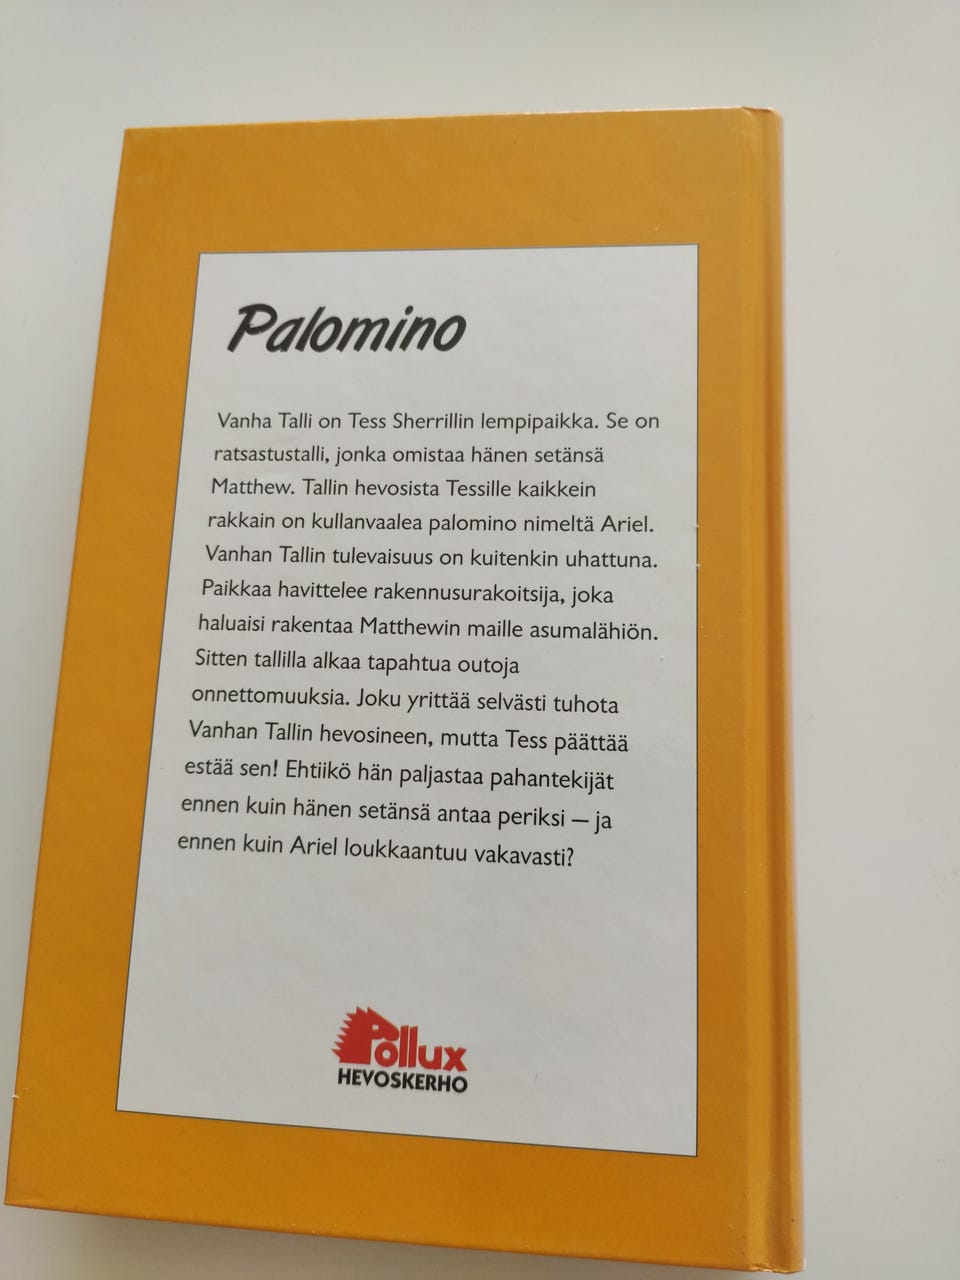 Palomino
Vanha Talli on Tess Sherrillin lempipaikka. Se on
ratsastustalli, jonka omistaa hänen setänsä
Matthew. Tallin hevosista Tessille kaikkein
rakkain on kullanvaalea palomino nimeltä Ariel.
Vanhan Tallin tulevaisuus on kuitenkin uhattuna.
Paikkaa havittelee rakennusurakoitsija, joka
haluaisi rakentaa Matthewin maille asumalähiön.
Sitten tallilla alkaa tapahtua outoja
onnettomuuksia. Joku yrittää selvästi tuhota
Vanhan Tallin hevosineen, mutta Tess päättää
estää sen! Ehtiikö hän paljastaa pahantekijät
ennen kuin hänen setänsä antaa periksi — ja
ennen kuin Ariel loukkaantuu vakavasti?
Pollux
HEVOSKERHO